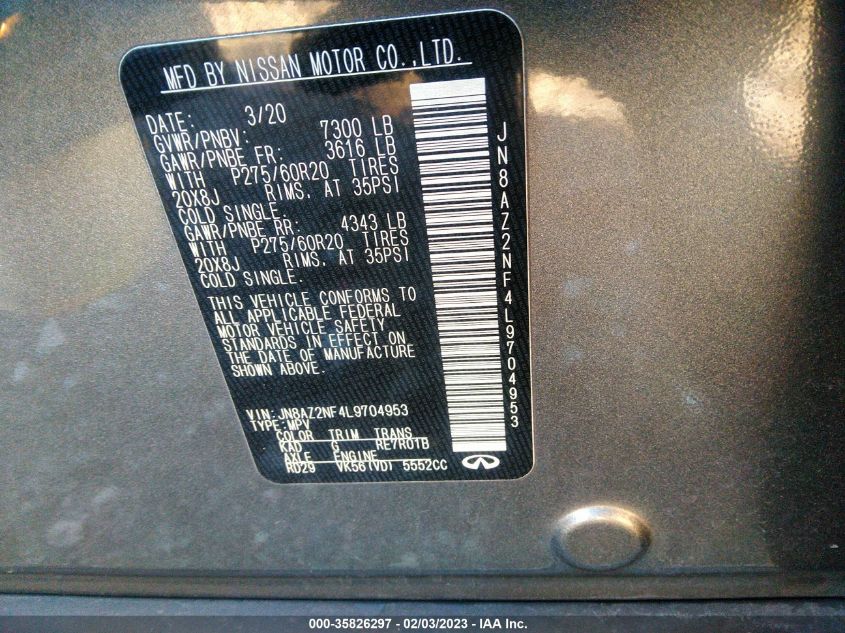 MFD BY NISSAN MOTOR CO.,LTD.
DATE: 3/20
GVWR/PNBV: 7300 LB
GAWR/PNBE FR: 3616 LB
WITH P275/60R20 TIRES
20X8J RIMS, AT 35PSI
COLD SINGLE.
GAWR/PNBE RR: 4343 LB
WITH P275/60R20 TIRES
20X8J RIMS, AT 35PSI
COLD SINGLE.
THIS VEHICLE CONFORMS TO
ALL APPLICABLE FEDERAL
MOTOR VEHICLE SAFETY
STANDARDS IN EFFECT ON
THE DATE OF MANUFACTURE
SHOWN ABOVE.
VIN:JN8AZ2NF4L9704953
TYPE:MPV
COLOR TRIM TRANS
KAD G RE7R01B
AXLE ENGINE
RD29 VK56(VD) 5552CC
JN8AZ2NF4L9704953
000-35826297 - 02/03/2023 - © IAA Inc.